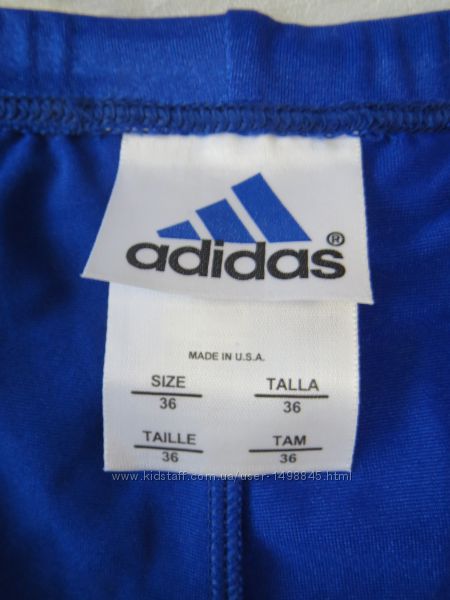 adidas®
MADE IN U.S.A.
SIZE TALLA
36 36
TAILLE TAM
36 36
www.kidstaff.com.ua/user-1498845.html